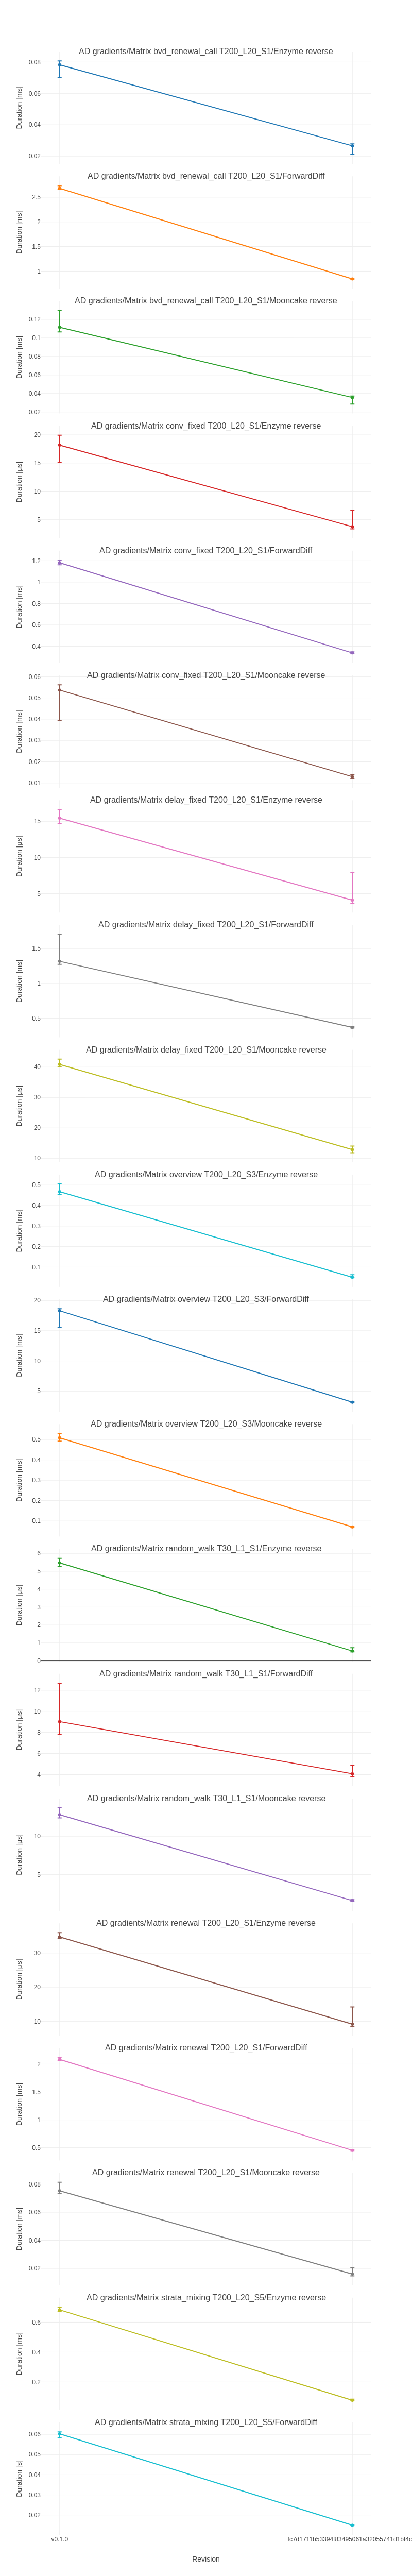 AD gradients/Matrix bvd_renewal_call T200_L20_S1/Enzyme reverse
Duration [ms]
0.08
0.06
0.04
0.02
AD gradients/Matrix bvd_renewal_call T200_L20_S1/ForwardDiff
Duration [ms]
2.5
2
1.5
1
AD gradients/Matrix bvd_renewal_call T200_L20_S1/Mooncake reverse
Duration [ms]
0.12
0.1
0.08
0.06
0.04
0.02
AD gradients/Matrix conv_fixed T200_L20_S1/Enzyme reverse
Duration [μs]
20
15
10
5
AD gradients/Matrix conv_fixed T200_L20_S1/ForwardDiff
Duration [ms]
1.2
1
0.8
0.6
0.4
AD gradients/Matrix conv_fixed T200_L20_S1/Mooncake reverse
Duration [ms]
0.06
0.05
0.04
0.03
0.02
0.01
AD gradients/Matrix delay_fixed T200_L20_S1/Enzyme reverse
Duration [μs]
15
10
5
AD gradients/Matrix delay_fixed T200_L20_S1/ForwardDiff
Duration [ms]
1.5
1
0.5
AD gradients/Matrix delay_fixed T200_L20_S1/Mooncake reverse
Duration [μs]
40
30
20
10
AD gradients/Matrix overview T200_L20_S3/Enzyme reverse
Duration [ms]
0.5
0.4
0.3
0.2
0.1
AD gradients/Matrix overview T200_L20_S3/ForwardDiff
Duration [ms]
20
15
10
5
AD gradients/Matrix overview T200_L20_S3/Mooncake reverse
Duration [ms]
0.5
0.4
0.3
0.2
0.1
AD gradients/Matrix random_walk T30_L1_S1/Enzyme reverse
Duration [μs]
6
5
4
3
2
1
0
AD gradients/Matrix random_walk T30_L1_S1/ForwardDiff
Duration [μs]
12
10
8
6
4
AD gradients/Matrix random_walk T30_L1_S1/Mooncake reverse
Duration [μs]
10
5
AD gradients/Matrix renewal T200_L20_S1/Enzyme reverse
Duration [μs]
30
20
10
AD gradients/Matrix renewal T200_L20_S1/ForwardDiff
Duration [ms]
2
1.5
1
0.5
AD gradients/Matrix renewal T200_L20_S1/Mooncake reverse
Duration [ms]
0.08
0.06
0.04
0.02
AD gradients/Matrix strata_mixing T200_L20_S5/Enzyme reverse
Duration [ms]
0.6
0.4
0.2
AD gradients/Matrix strata_mixing T200_L20_S5/ForwardDiff
Duration [s]
0.06
0.05
0.04
0.03
0.02
v0.1.0
fc7d1711b53394f83495061a32055741d1bf4c
Revision